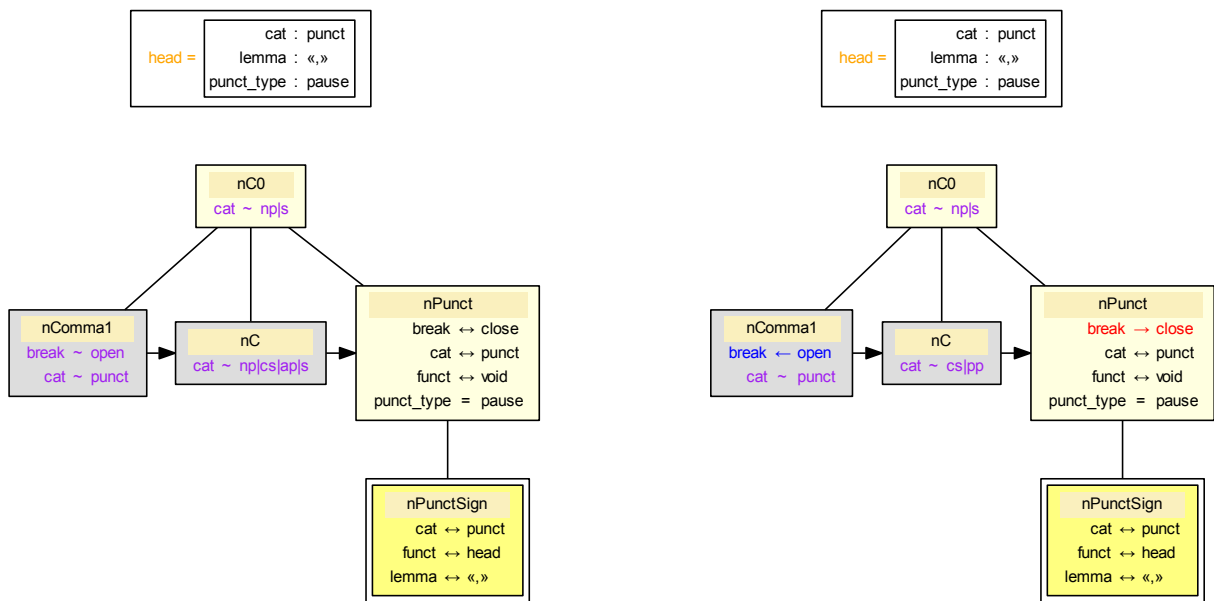 head =
cat : punct
lemma : «,»
punct_type : pause
nC0
cat ~ np|s
nComma1
break ~ open
cat ~ punct
nC
cat ~ np|cs|ap|s
nPunct
break ↔ close
cat ↔ punct
funct ↔ void
punct_type = pause
nPunctSign
cat ↔ punct
funct ↔ head
lemma ↔ «,»
head =
cat : punct
lemma : «,»
punct_type : pause
nC0
cat ~ np|s
nComma1
break ← open
cat ~ punct
nC
cat ~ cs|pp
nPunct
break → close
cat ↔ punct
funct ↔ void
punct_type = pause
nPunctSign
cat ↔ punct
funct ↔ head
lemma ↔ «,»